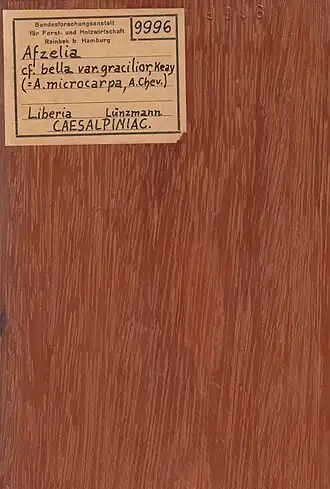 9996
Bundesforschungsanstalt
für Forst- und Holzwirtschaft
Reinbek b. Hamburg
9996
Afzelia
cf. bella var. gracilior, Keay
(= A. microcarpa, A. Chev.)
Liberia Lünzmann
CAESALPINIAC.